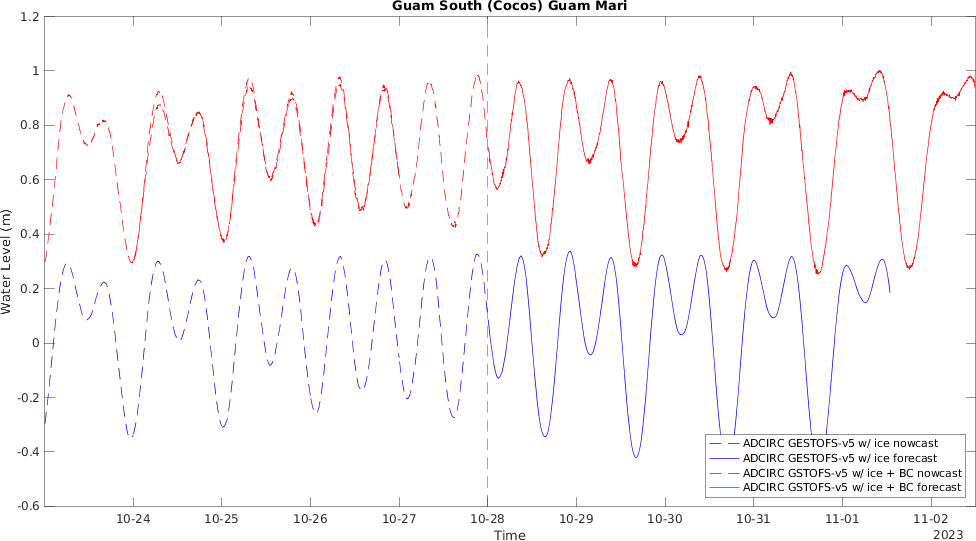 Guam South (Cocos) Guam Mari
1.2
1
0.8
0.6
0.4
0.2
0
-0.2
-0.4
-0.6
Water Level (m)
ADCIRC GESTOFS-v5 w/ ice nowcast
ADCIRC GESTOFS-v5 w/ ice forecast
ADCIRC GSTOFS-v5 w/ ice + BC nowcast
ADCIRC GSTOFS-v5 w/ ice + BC forecast
10-24 10-25 10-26 10-27 10-28 10-29 10-30 10-31 11-01 11-02
Time
2023